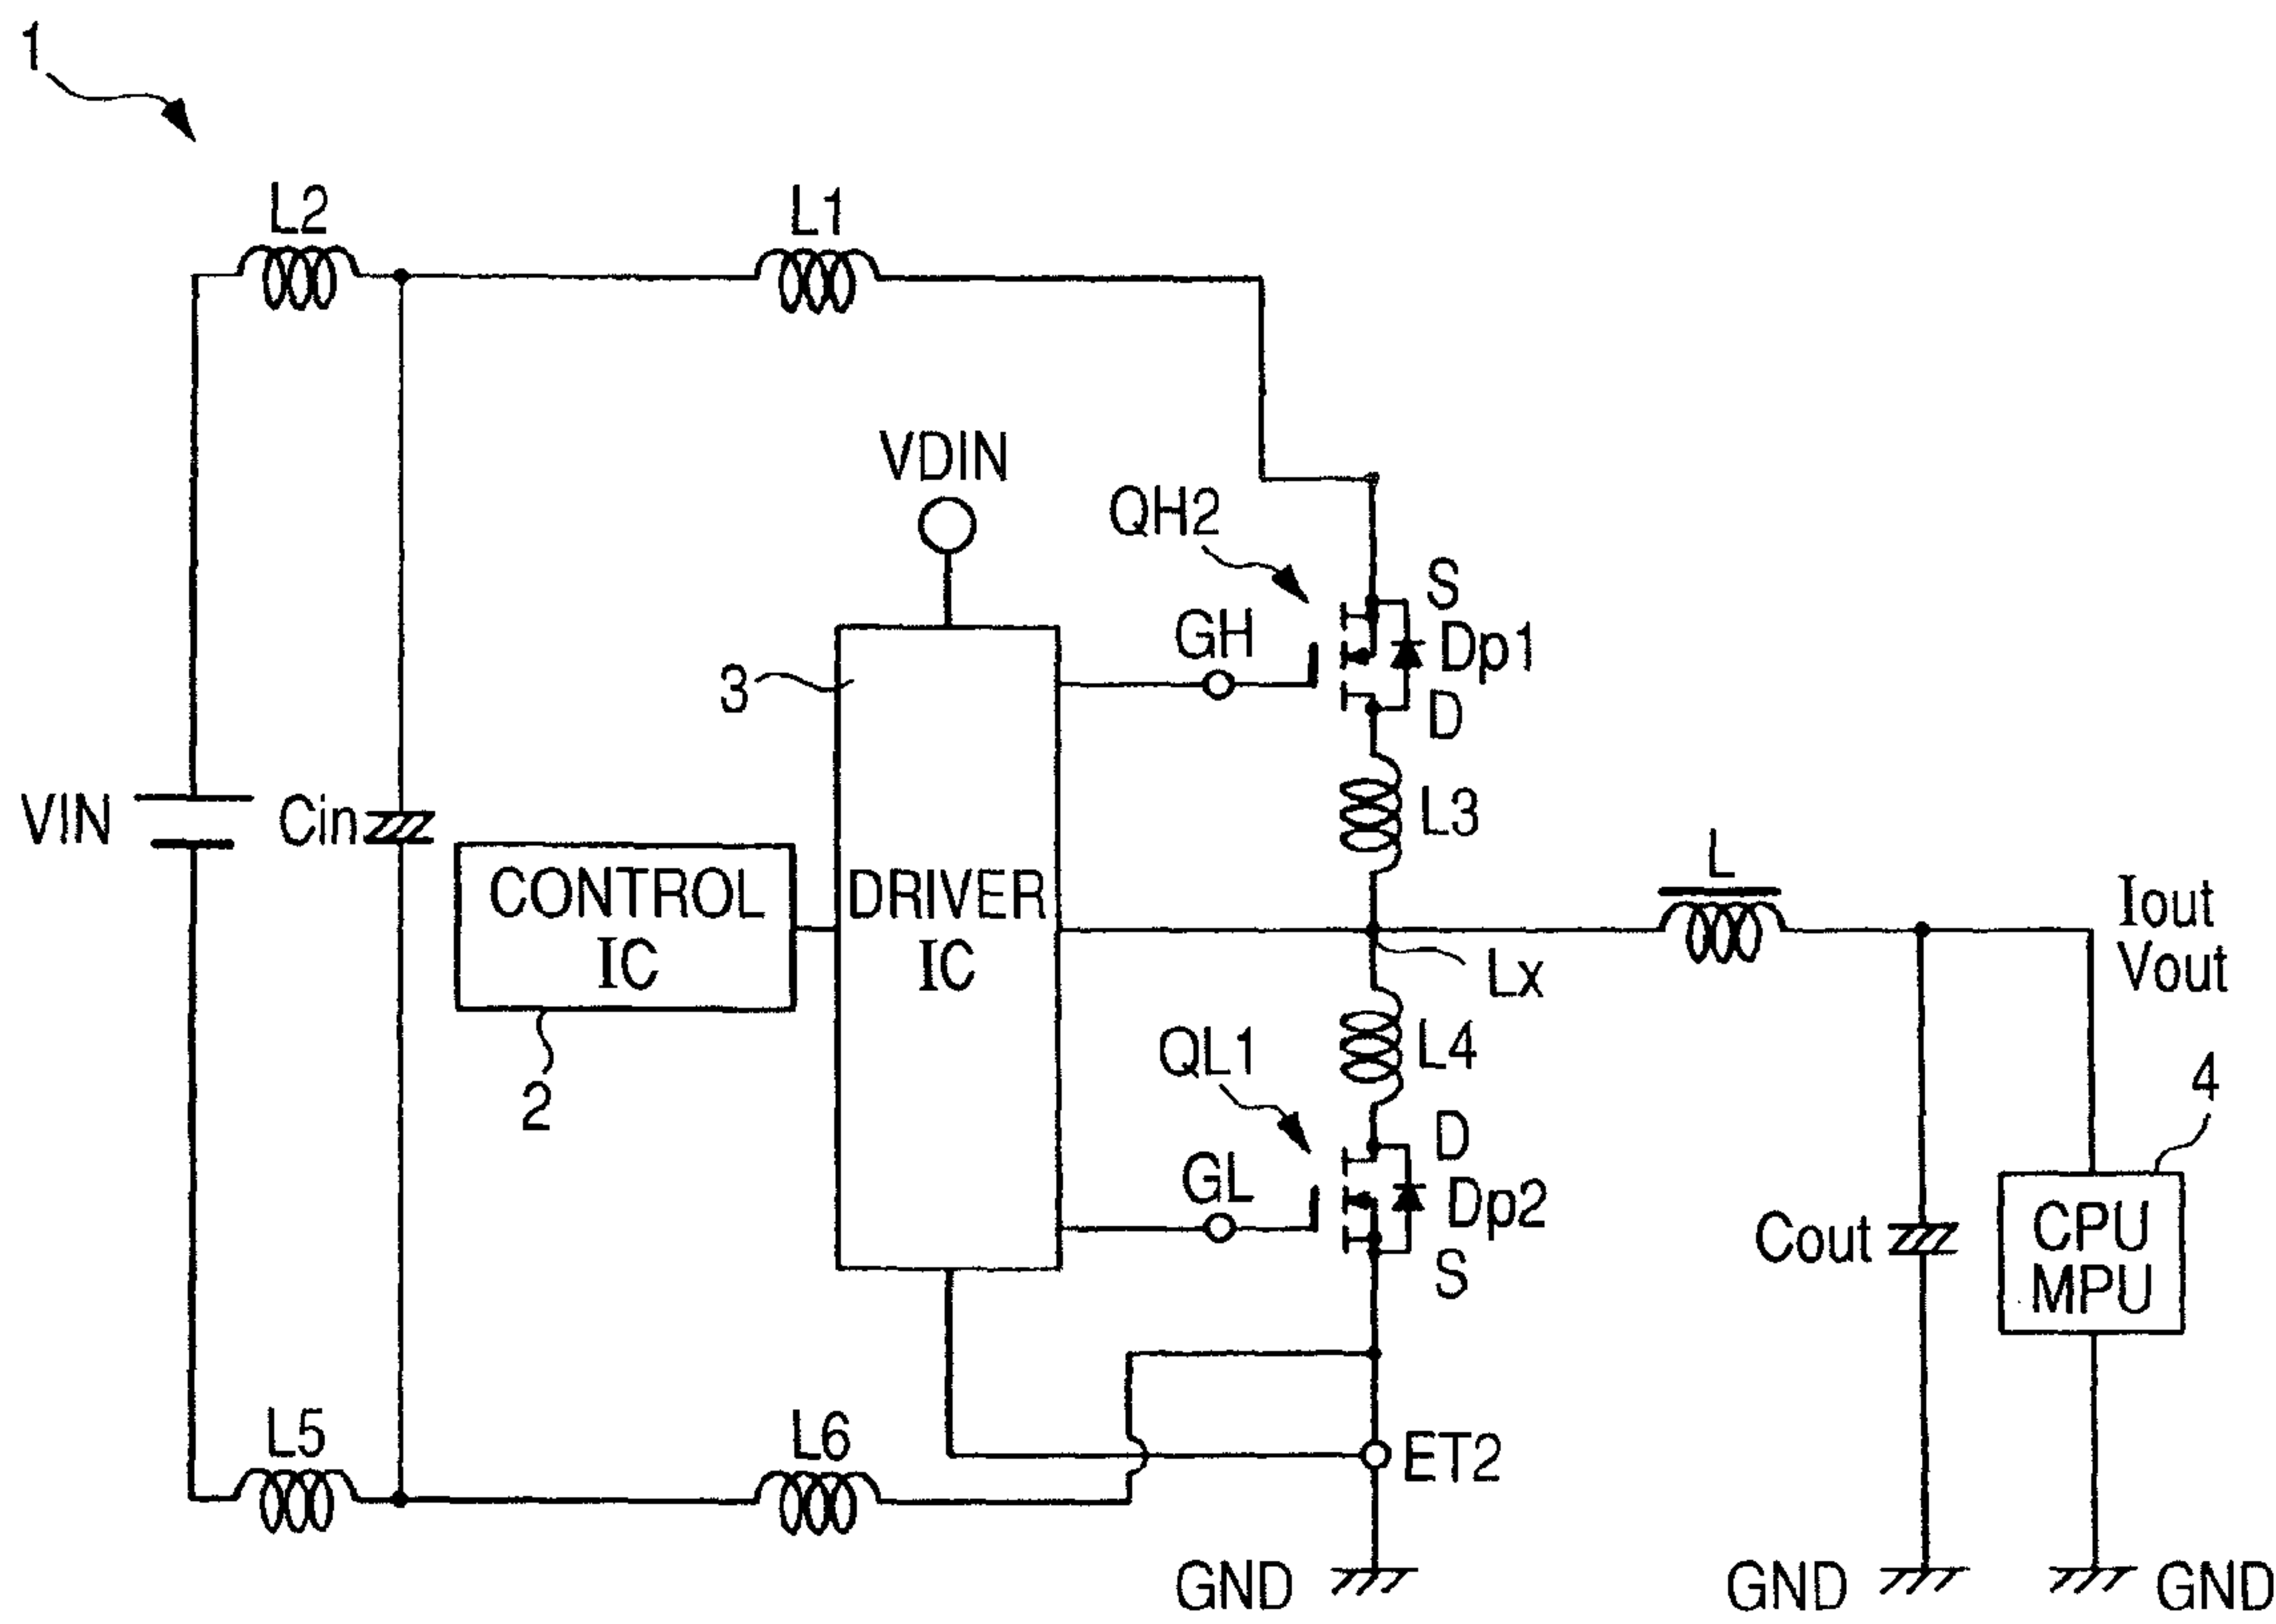 1
L2
L1
VDIN
QH2
S
GH
Dp1
3
D
VIN
Cin
L3
CONTROL
IC
DRIVER
IC
L
Iout
Vout
Lx
2
QL1
L4
4
D
GL
Dp2
S
Cout
CPU
MPU
L5
L6
ET2
GND
GND
GND